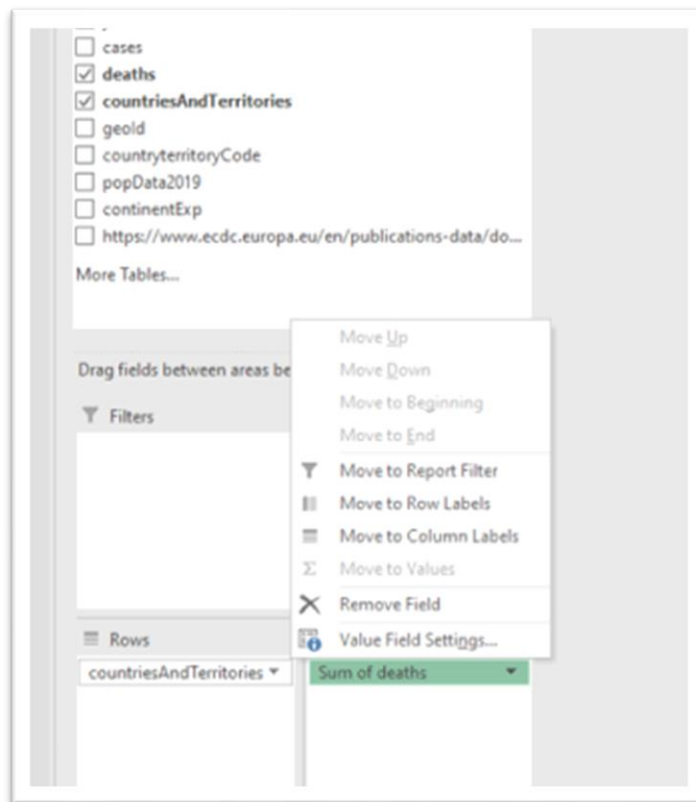 cases
deaths
countriesAndTerritories
geoId
countryterritoryCode
popData2019
continentExp
https://www.ecdc.europa.eu/en/publications-data/do...
More Tables...
Drag fields between areas be
Filters
Move Up
Move Down
Move to Beginning
Move to End
Move to Report Filter
Move to Row Labels
Move to Column Labels
Σ Move to Values
Remove Field
Value Field Settings...
Rows
countriesAndTerritories
Sum of deaths